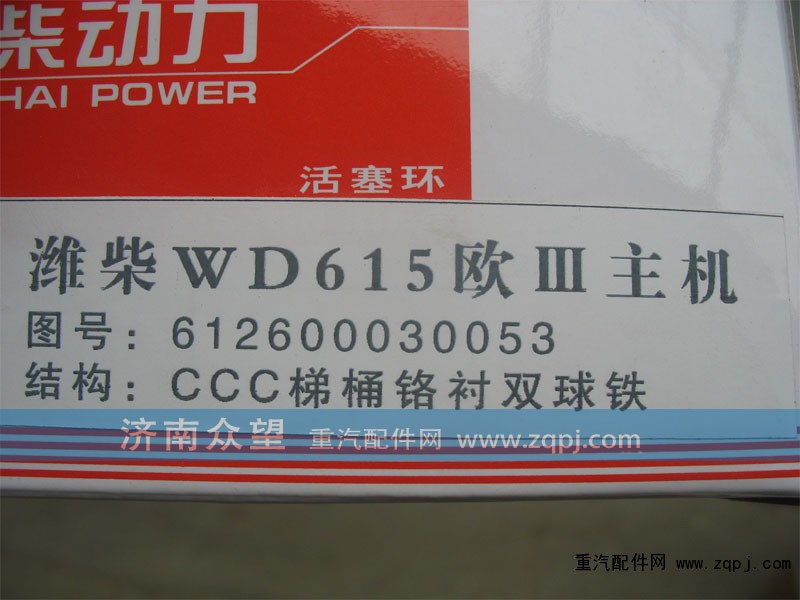 柴动力
HAI POWER
活塞环
潍柴WD615欧III主机
图号：612600030053
结构：CCC梯桶铬衬双球铁
济南众望 重汽配件网 www.zqpj.com
重汽配件网 www.zqpj.com